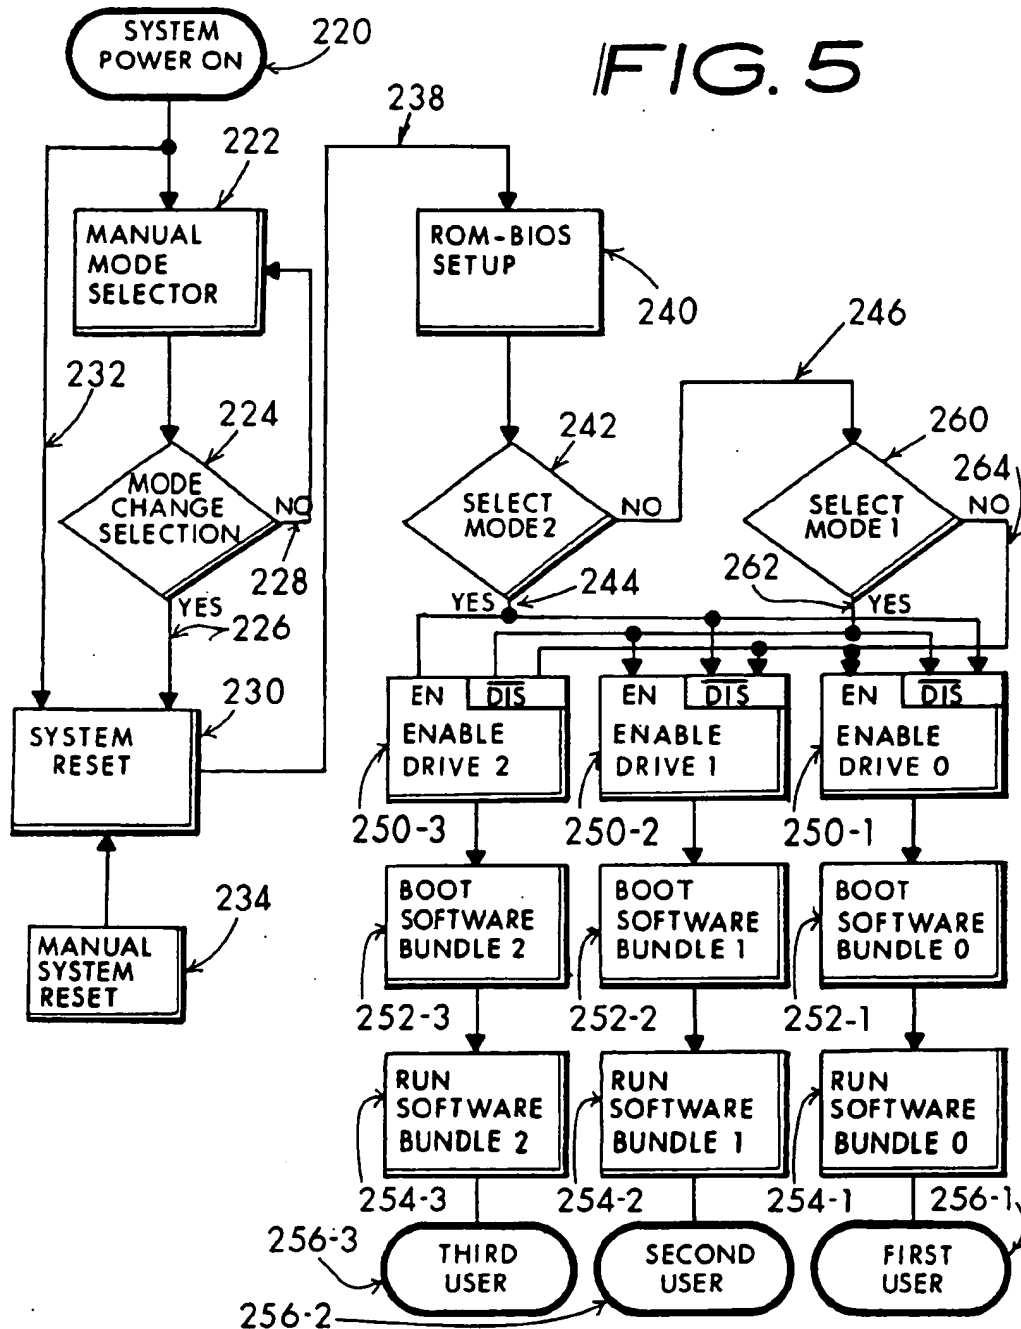 SYSTEM
POWER ON
220
FIG. 5
238
222
MANUAL
MODE
SELECTOR
ROM-BIOS
SETUP
240
246
232
224
MODE
CHANGE
SELECTION
NO
228
YES
226
242
SELECT
MODE 2
NO
YES
244
260
264
SELECT
MODE 1
NO
262
YES
230
SYSTEM
RESET
EN
DIS
ENABLE
DRIVE 2
EN
DIS
ENABLE
DRIVE 1
EN
DIS
ENABLE
DRIVE 0
250-3
250-2
250-1
234
MANUAL
SYSTEM
RESET
BOOT
SOFTWARE
BUNDLE 2
BOOT
SOFTWARE
BUNDLE 1
BOOT
SOFTWARE
BUNDLE 0
252-3
252-2
252-1
RUN
SOFTWARE
BUNDLE 2
RUN
SOFTWARE
BUNDLE 1
RUN
SOFTWARE
BUNDLE 0
254-3
254-2
254-1
256-1
256-3
THIRD
USER
SECOND
USER
FIRST
USER
256-2